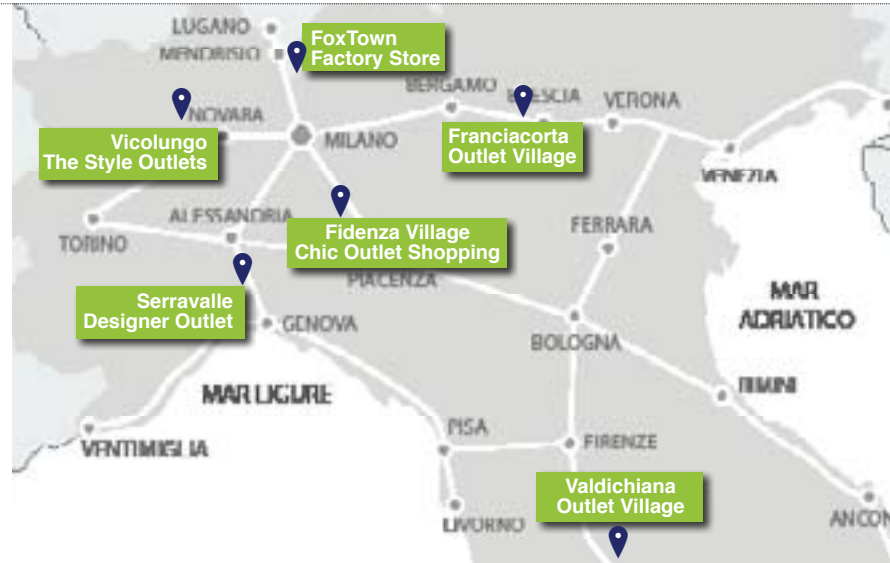 LUGANO
MENDRISIO
FoxTown
Factory Store
BERGAMO
BRESCIA
VERONA
NOVARA
MILANO
Vicolungo
The Style Outlets
Franciacorta
Outlet Village
VENEZIA
ALESSANDRIA
TORINO
Fidenza Village
Chic Outlet Shopping
FERRARA
PIACENZA
Serravalle
Designer Outlet
GENOVA
MAR
ADRIATICO
BOLOGNA
MAR LIGURE
RIMINI
VENTIMIGLIA
PISA
FIRENZE
Valdichiana
Outlet Village
LIVORNO
ANCON